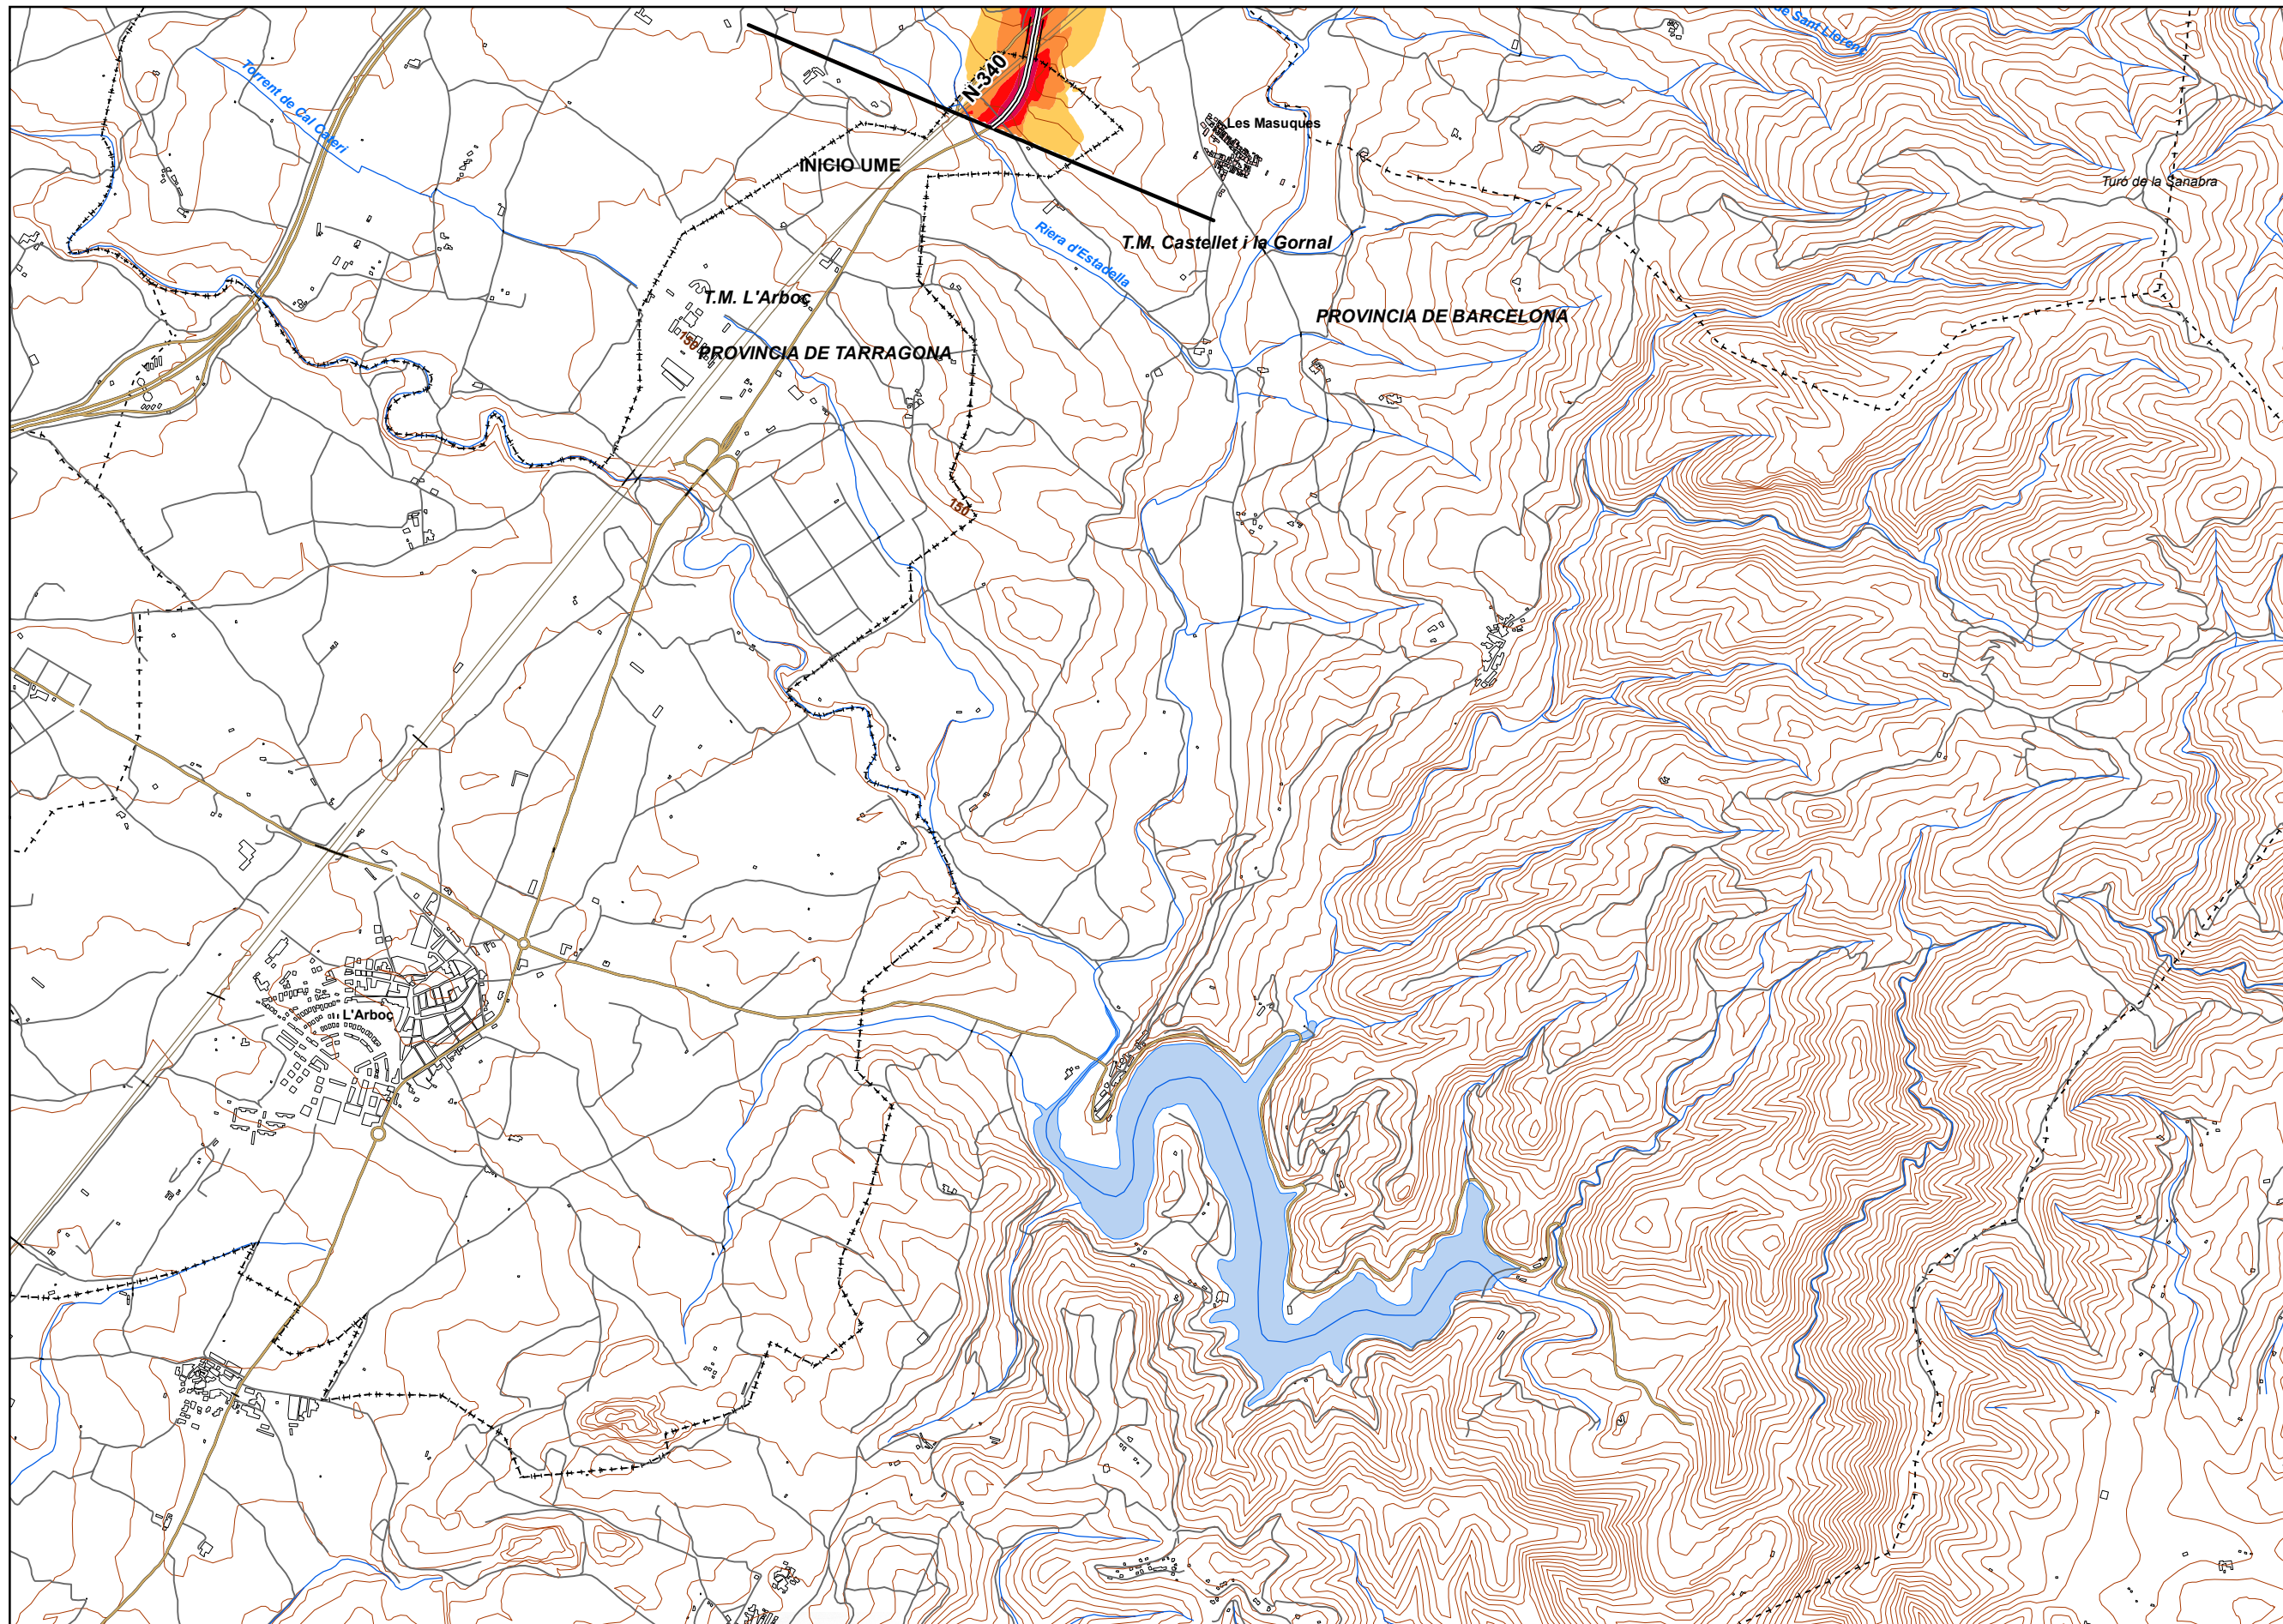 de Sant Llorenç
Torrent de Cal Caleri
N-340
Les Masuques
INICIO UME
Turó de la Sanabra
T.M. Castellet i la Gornal
Riera d'Estadella
T.M. L'Arboç
PROVINCIA DE BARCELONA
150
PROVINCIA DE TARRAGONA
150
L'Arboç